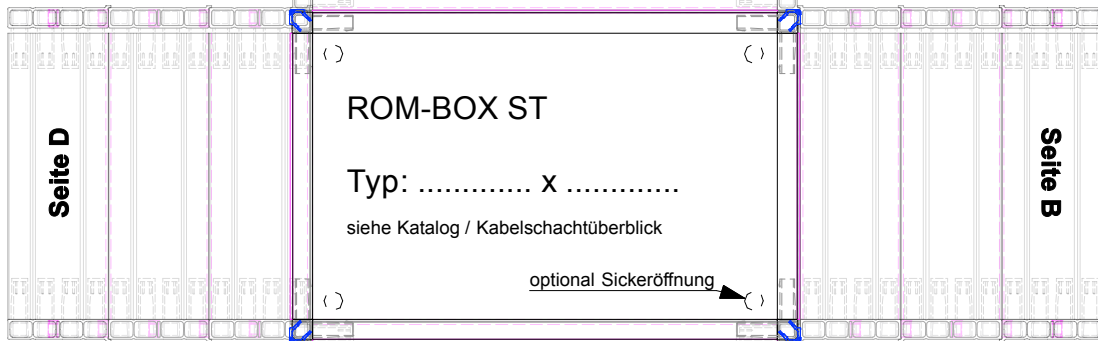 Seite D
ROM-BOX ST
Typ: ............. x .............
siehe Katalog / Kabelschachtüberblick
optional Sickeröffnung
Seite B